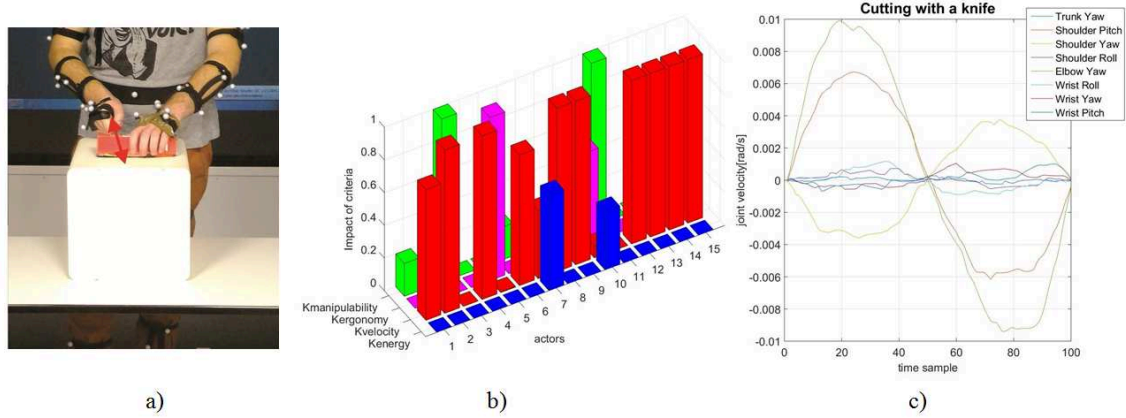 VOICE
1
0.8
0.6
0.4
0.2
0
Impact of criteria
Kmanipulability
Kergonomy
Kvelocity
Kenergy
1
2
3
4
5
6
7
8
9
10
11
12
13
14
15
actors
Cutting with a knife
0.01
0.008
0.006
0.004
0.002
0
-0.002
-0.004
-0.006
-0.008
-0.01
joint velocity[rad/s]
0 20 40 60 80 100
time sample
Trunk Yaw
Shoulder Pitch
Shoulder Yaw
Shoulder Roll
Elbow Yaw
Wrist Roll
Wrist Yaw
Wrist Pitch
a)
b)
c)